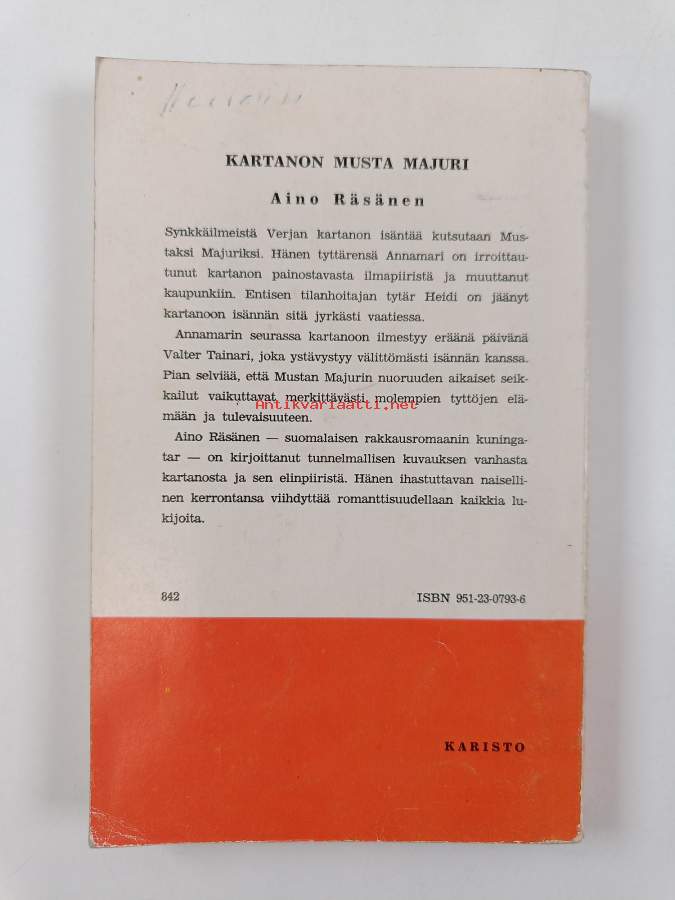 KARTANON MUSTA MAJURI
Aino Räsänen
Synkkäilmeistä Verjan kartanon isäntää kutsutaan Mus-
taksi Majuriksi. Hänen tyttärensä Annamari on irroittau-
tunut kartanon painostavasta ilmapiiristä ja muuttanut
kaupunkiin. Entisen tilanhoitajan tytär Heidi on jäänyt
kartanoon isännän sitä jyrkästi vaatiessa.
Annamarin seurassa kartanoon ilmestyy eräänä päivänä
Valter Tainari, joka ystävystyy välittömästi isännän kanssa.
Pian selviää, että Mustan Majurin nuoruuden aikaiset seik-
kailut vaikuttavat merkittävästi molempien tyttöjen elä-
Antikvariaatti.net
mään ja tulevaisuuteen.
Aino Räsänen — suomalaisen rakkausromaanin kuninga-
tar — on kirjoittanut tunnelmallisen kuvauksen vanhasta
kartanosta ja sen elinpiiristä. Hänen ihastuttavan naiselli-
nen kerrontansa viihdyttää romanttisuudellaan kaikkia lu-
kijoita.
842 ISBN 951-23-0793-6
KARISTO